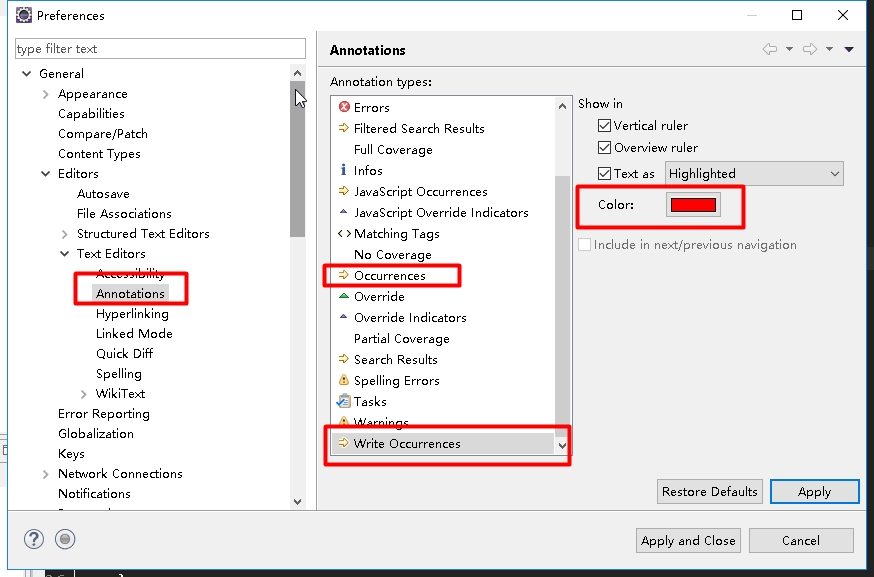 Preferences
type filter text
General
Appearance
Capabilities
Compare/Patch
Content Types
Editors
Autosave
File Associations
Structured Text Editors
Text Editors
Accessibility
Annotations
Hyperlinking
Linked Mode
Quick Diff
Spelling
WikiText
Error Reporting
Globalization
Keys
Network Connections
Notifications
Annotations
Annotation types:
Errors
Filtered Search Results
Full Coverage
Infos
JavaScript Occurrences
JavaScript Override Indicators
Matching Tags
No Coverage
Occurrences
Override
Override Indicators
Partial Coverage
Search Results
Spelling Errors
Tasks
Warnings
Write Occurrences
Show in
Vertical ruler
Overview ruler
Text as Highlighted
Color:
Include in next/previous navigation
Restore Defaults Apply
Apply and Close Cancel